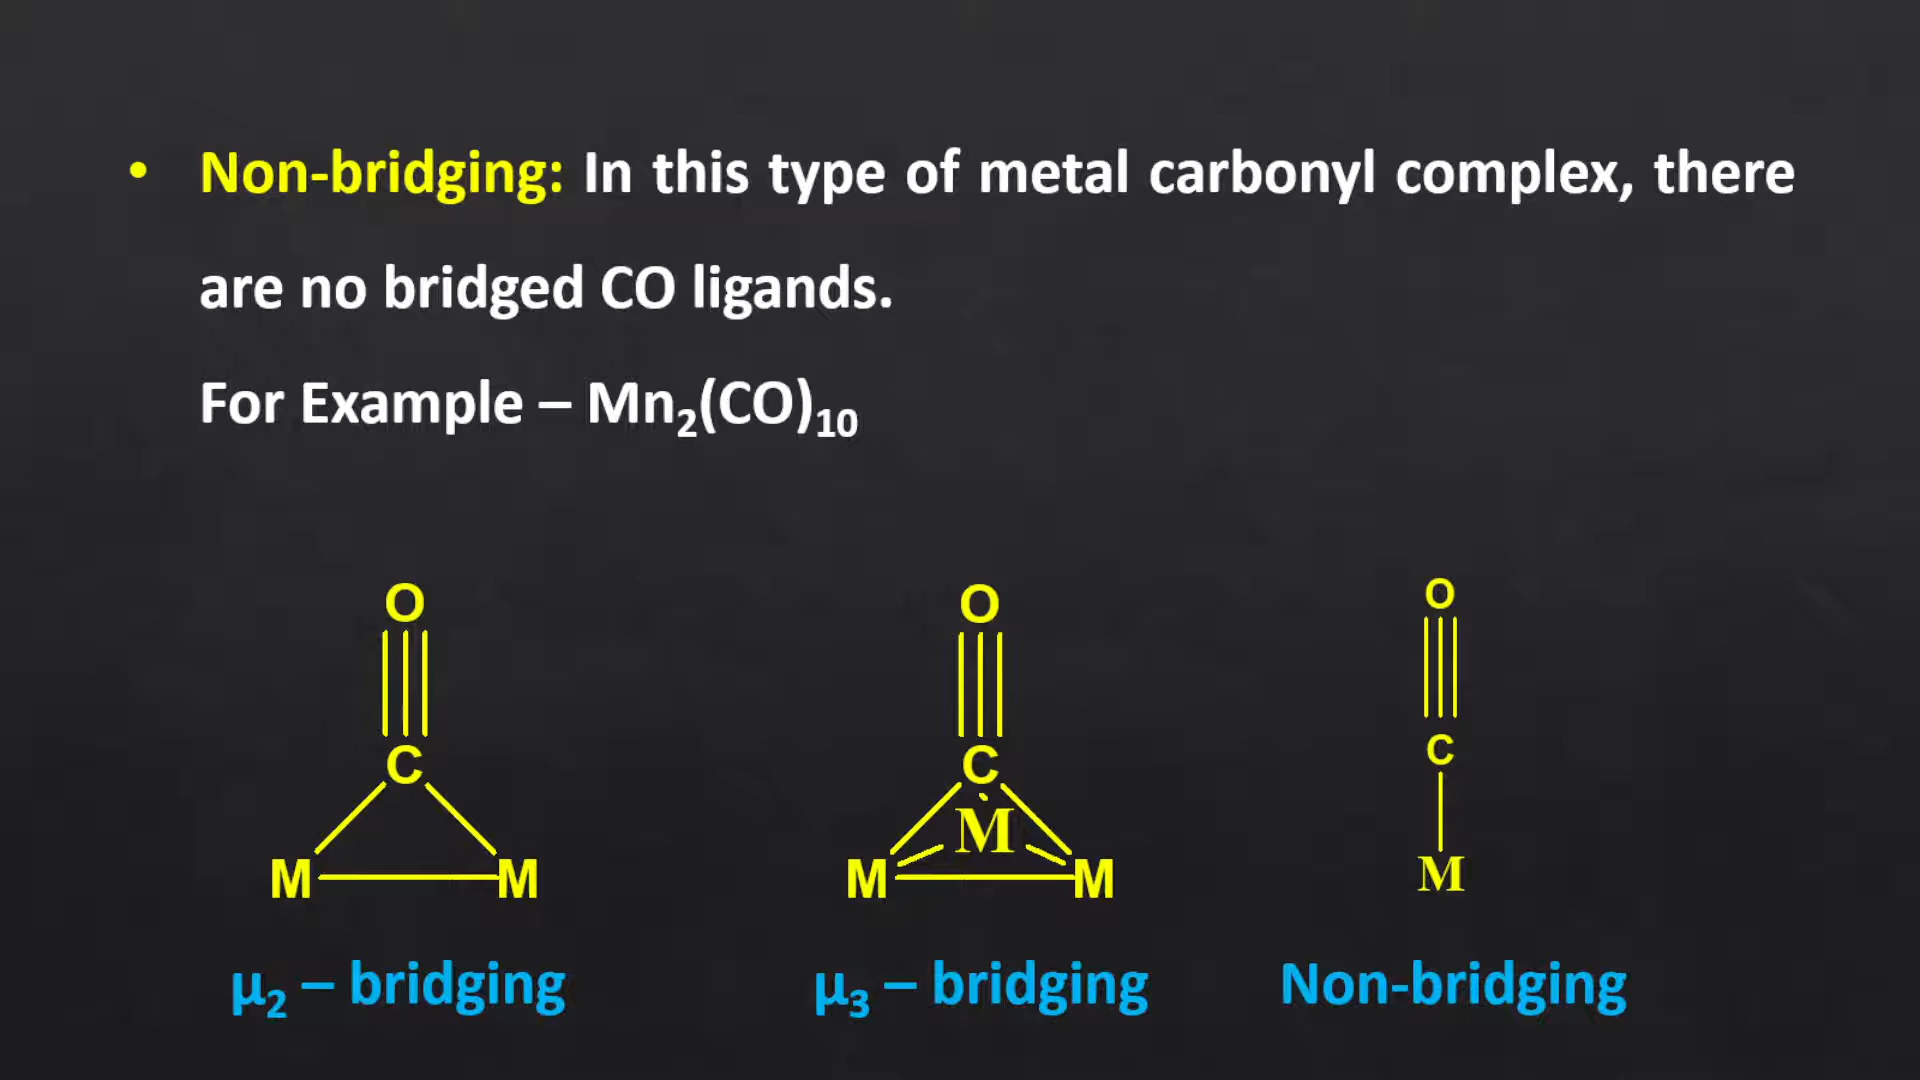 • Non-bridging: In this type of metal carbonyl complex, there
are no bridged CO ligands.
For Example – Mn₂(CO)₁₀
O O O
C C C
M
M M M M M
μ₂ – bridging μ₃ – bridging Non-bridging